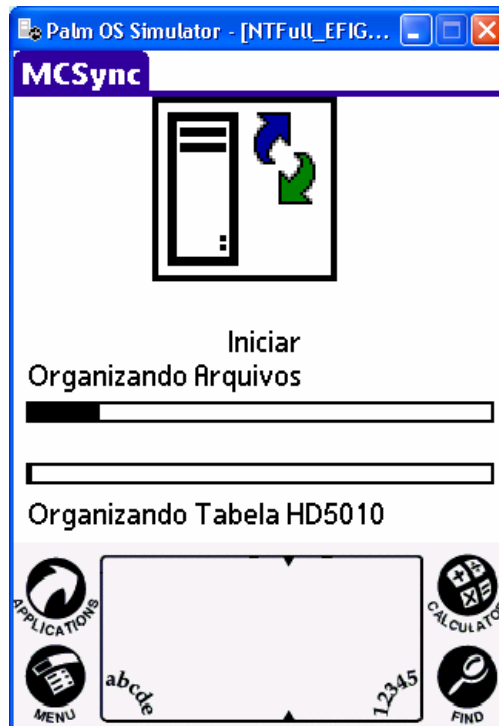 Palm OS Simulator - [NTFull_EFIG...
MCSync
Iniciar
Organizando Arquivos
Organizando Tabela HD5010
APPLICATIONS
CALCULATOR
abcde
12345
MENU
FIND